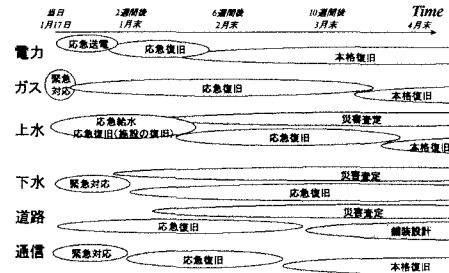 当日 2週間後 6週間後 10週間後 Time
1月17日 1月末 2月末 3月末 4月末
電力 応急送電 応急復旧 本格復旧
ガス 緊急対応 応急復旧 本格復旧
上水 応急給水 応急復旧(施設の復旧) 応急復旧 災害査定 本格復旧
下水 緊急対応 災害査定 応急復旧
道路 応急復旧 災害査定 舗装設計
通信 緊急対応 応急復旧 本格復旧